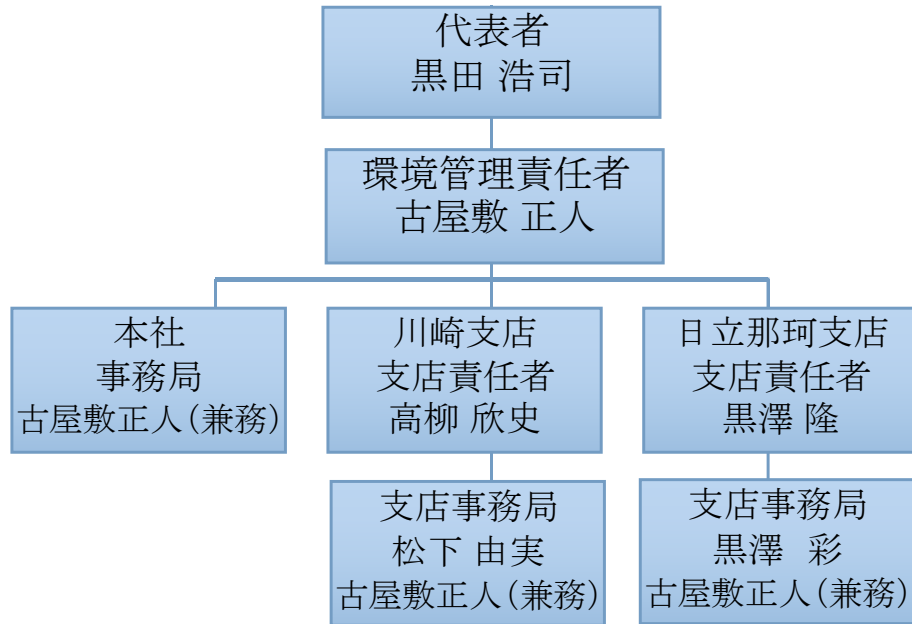 代表者
黒田 浩司
環境管理責任者
古屋敷 正人
本社
事務局
古屋敷正人(兼務)
川崎支店
支店責任者
高柳 欣史
日立那珂支店
支店責任者
黒澤 隆
支店事務局
松下 由実
古屋敷正人(兼務)
支店事務局
黒澤 彩
古屋敷正人(兼務)